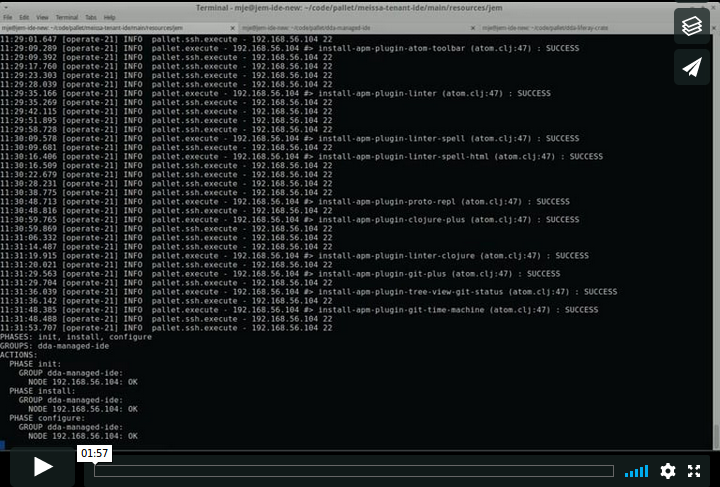 Terminal - mje@jem-ide-new: ~/code/pallet/meissa-tenant-ide/main/resources/jem
File Edit View Terminal Tabs Help
mje@jem-ide-new: ~/code/pallet/meissa-tenant-ide/main/resources/jem × mje@jem-ide-new: ~/code/pallet/dda-managed-ide × mje@jem-ide-new: ~/code/pallet/dda-liferay-crate
11:29:01.647 [operate-21] INFO pallet.ssh.execute - 192.168.56.104 22
11:29:09.289 [operate-21] INFO pallet.execute - 192.168.56.104 #> install-apm-plugin-atom-toolbar (atom.clj:47) : SUCCESS
11:29:09.392 [operate-21] INFO pallet.ssh.execute - 192.168.56.104 22
11:29:17.760 [operate-21] INFO pallet.ssh.execute - 192.168.56.104 22
11:29:23.303 [operate-21] INFO pallet.ssh.execute - 192.168.56.104 22
11:29:28.039 [operate-21] INFO pallet.ssh.execute - 192.168.56.104 22
11:29:35.166 [operate-21] INFO pallet.execute - 192.168.56.104 #> install-apm-plugin-linter (atom.clj:47) : SUCCESS
11:29:35.269 [operate-21] INFO pallet.ssh.execute - 192.168.56.104 22
11:29:42.115 [operate-21] INFO pallet.ssh.execute - 192.168.56.104 22
11:29:51.895 [operate-21] INFO pallet.ssh.execute - 192.168.56.104 22
11:29:58.728 [operate-21] INFO pallet.ssh.execute - 192.168.56.104 22
11:30:09.578 [operate-21] INFO pallet.execute - 192.168.56.104 #> install-apm-plugin-linter-spell (atom.clj:47) : SUCCESS
11:30:09.681 [operate-21] INFO pallet.ssh.execute - 192.168.56.104 22
11:30:16.406 [operate-21] INFO pallet.execute - 192.168.56.104 #> install-apm-plugin-linter-spell-html (atom.clj:47) : SUCCESS
11:30:16.509 [operate-21] INFO pallet.ssh.execute - 192.168.56.104 22
11:30:22.679 [operate-21] INFO pallet.ssh.execute - 192.168.56.104 22
11:30:28.231 [operate-21] INFO pallet.ssh.execute - 192.168.56.104 22
11:30:38.775 [operate-21] INFO pallet.ssh.execute - 192.168.56.104 22
11:30:48.713 [operate-21] INFO pallet.execute - 192.168.56.104 #> install-apm-plugin-proto-repl (atom.clj:47) : SUCCESS
11:30:48.816 [operate-21] INFO pallet.ssh.execute - 192.168.56.104 22
11:30:59.765 [operate-21] INFO pallet.execute - 192.168.56.104 #> install-apm-plugin-clojure-plus (atom.clj:47) : SUCCESS
11:30:59.869 [operate-21] INFO pallet.ssh.execute - 192.168.56.104 22
11:31:06.332 [operate-21] INFO pallet.ssh.execute - 192.168.56.104 22
11:31:14.487 [operate-21] INFO pallet.ssh.execute - 192.168.56.104 22
11:31:19.915 [operate-21] INFO pallet.execute - 192.168.56.104 #> install-apm-plugin-linter-clojure (atom.clj:47) : SUCCESS
11:31:20.021 [operate-21] INFO pallet.ssh.execute - 192.168.56.104 22
11:31:29.563 [operate-21] INFO pallet.execute - 192.168.56.104 #> install-apm-plugin-git-plus (atom.clj:47) : SUCCESS
11:31:29.704 [operate-21] INFO pallet.ssh.execute - 192.168.56.104 22
11:31:36.039 [operate-21] INFO pallet.execute - 192.168.56.104 #> install-apm-plugin-tree-view-git-status (atom.clj:47) : SUCCESS
11:31:36.142 [operate-21] INFO pallet.ssh.execute - 192.168.56.104 22
11:31:48.385 [operate-21] INFO pallet.execute - 192.168.56.104 #> install-apm-plugin-git-time-machine (atom.clj:47) : SUCCESS
11:31:48.488 [operate-21] INFO pallet.ssh.execute - 192.168.56.104 22
11:31:53.707 [operate-21] INFO pallet.ssh.execute - 192.168.56.104 22
PHASES: init, install, configure
GROUPS: dda-managed-ide
ACTIONS:
PHASE init:
GROUP dda-managed-ide:
NODE 192.168.56.104: OK
PHASE install:
GROUP dda-managed-ide:
NODE 192.168.56.104: OK
PHASE configure:
GROUP dda-managed-ide:
NODE 192.168.56.104: OK
01:57